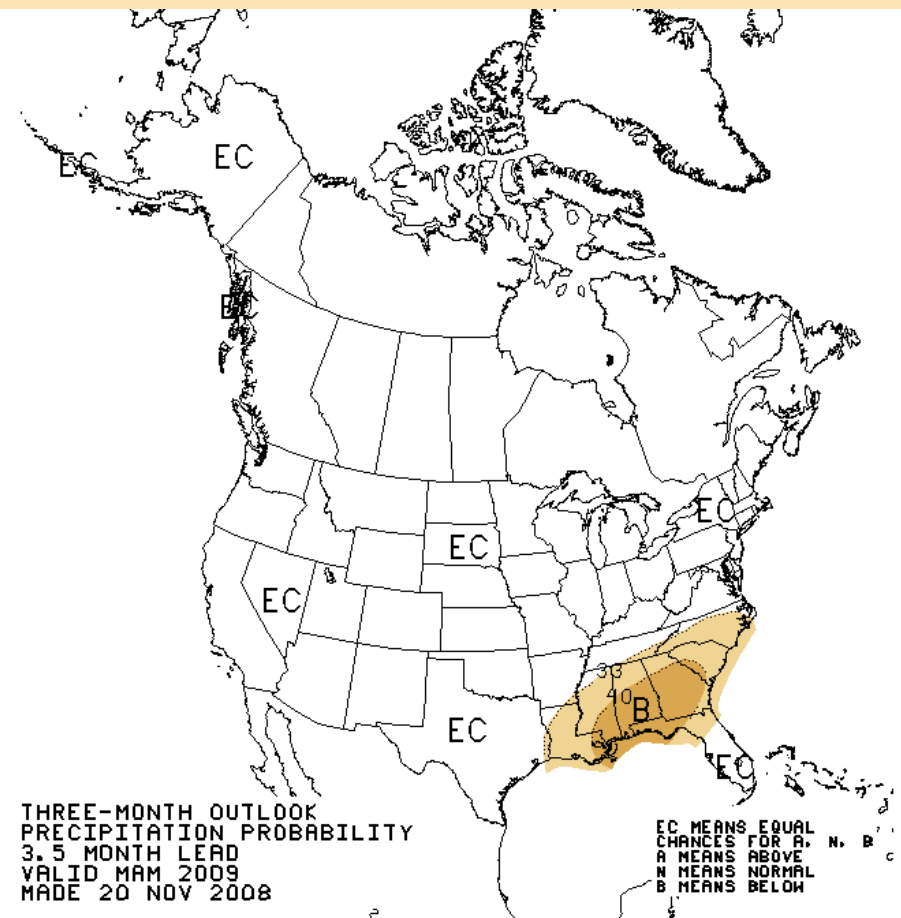 EC
EC
EC
EC
EC
EC
33
40
B
EC
EC
THREE-MONTH OUTLOOK
PRECIPITATION PROBABILITY
3.5 MONTH LEAD
VALID MAM 2009
MADE 20 NOV 2008
EC MEANS EQUAL
CHANCES FOR A, N, B
A MEANS ABOVE
N MEANS NORMAL
B MEANS BELOW